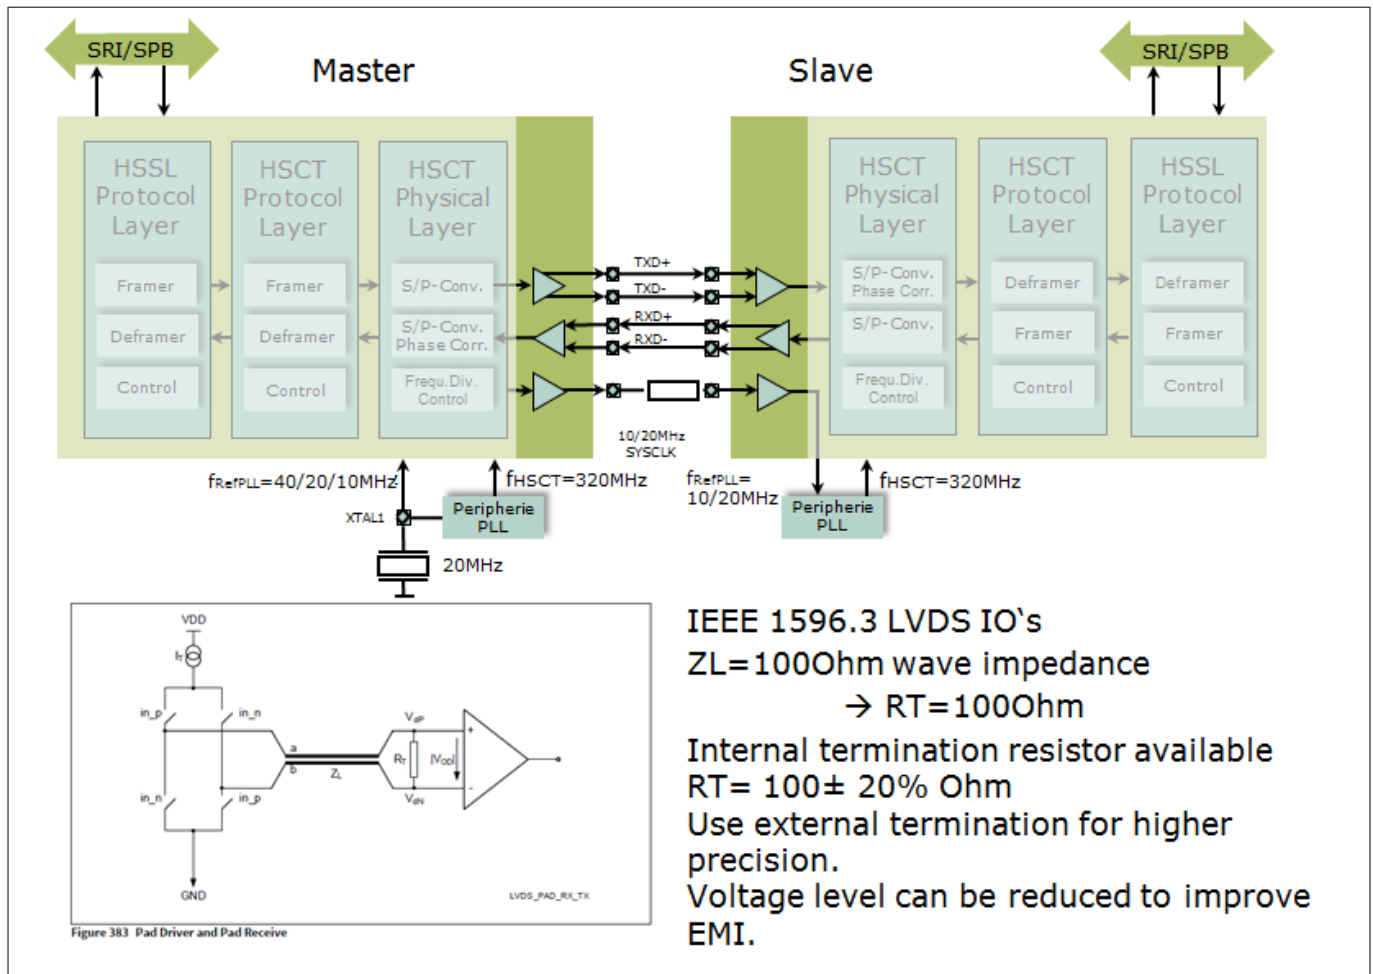 SRI/SPB
Master
Slave
SRI/SPB
HSSL
Protocol
Layer
HSCT
Protocol
Layer
HSCT
Physical
Layer
HSCT
Physical
Layer
HSCT
Protocol
Layer
HSSL
Protocol
Layer
Framer
Framer
S/P-Conv.
TXD+
TXD-
S/P-Conv.
Phase Corr.
Deframer
Deframer
Deframer
Deframer
S/P-Conv.
Phase Corr.
RXD+
RXD-
S/P-Conv.
Framer
Framer
Control
Control
Frequ.Div.
Control
10/20MHz
SYSCLK
Frequ.Div.
Control
Control
Control
fRefPLL=40/20/10MHz
fHSCT=320MHz
fRefPLL=
10/20MHz
fHSCT=320MHz
XTAL1
Peripherie
PLL
Peripherie
PLL
20MHz
VDD
IT
in_p
in_n
a
b
ZL
VdP
RT
|VOD|
VdN
+
-
in_n
in_p
GND
LVDS_PAD_RX_TX
Figure 383 Pad Driver and Pad Receive
IEEE 1596.3 LVDS IO‘s
ZL=100Ohm wave impedance
→ RT=100Ohm
Internal termination resistor available
RT= 100± 20% Ohm
Use external termination for higher
precision.
Voltage level can be reduced to improve
EMI.